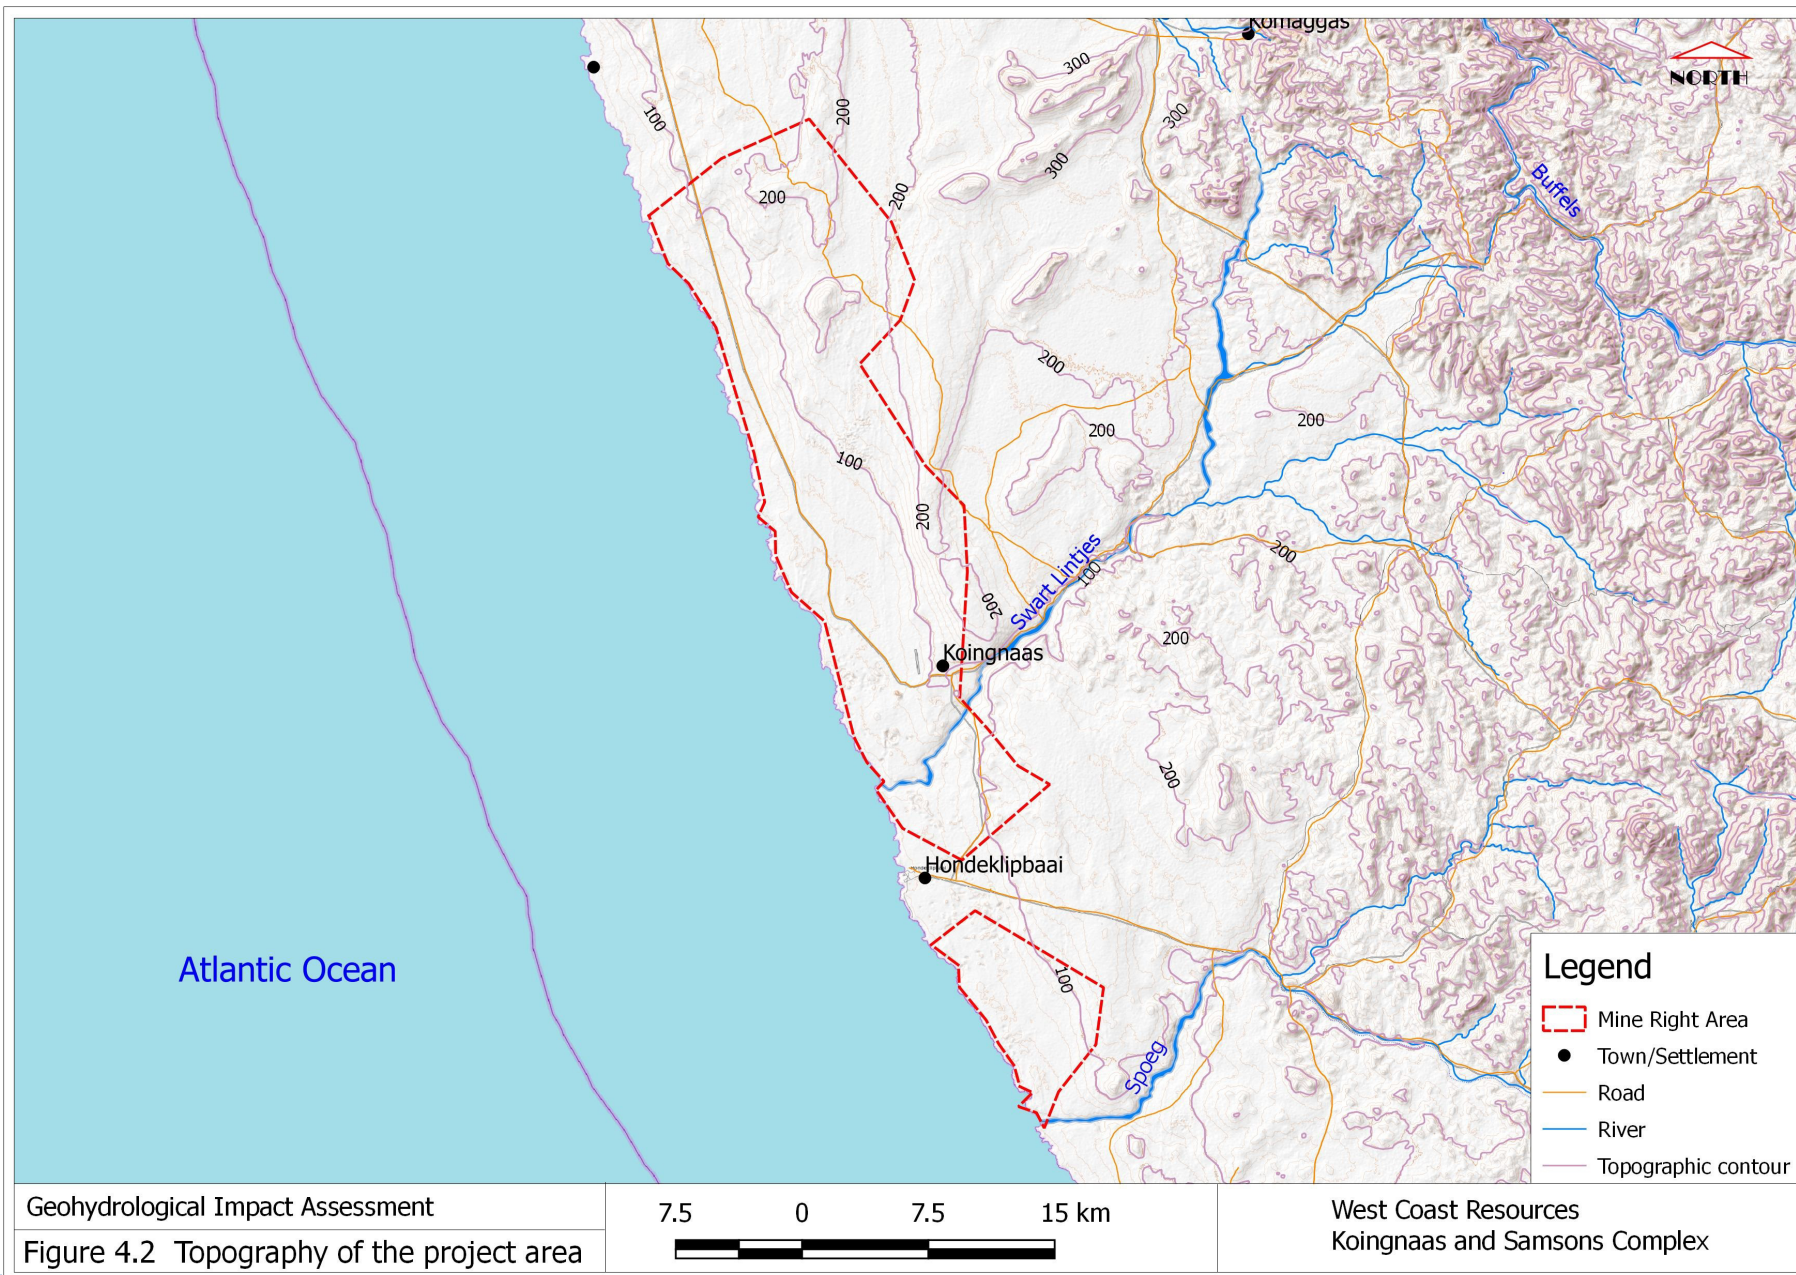 Komaggas
NORTH
300
200
100
300
300
200
200
Buffels
200
200
200
100
200
200
Swart Lintjes
100
200
200
Koingnaas
200
200
Hondeklipbaai
Atlantic Ocean
100
Spoeg
Legend
Mine Right Area
Town/Settlement
Road
River
Topographic contour
Geohydrological Impact Assessment
Figure 4.2 Topography of the project area
7.5 0 7.5 15 km
West Coast Resources
Koingnaas and Samsons Complex